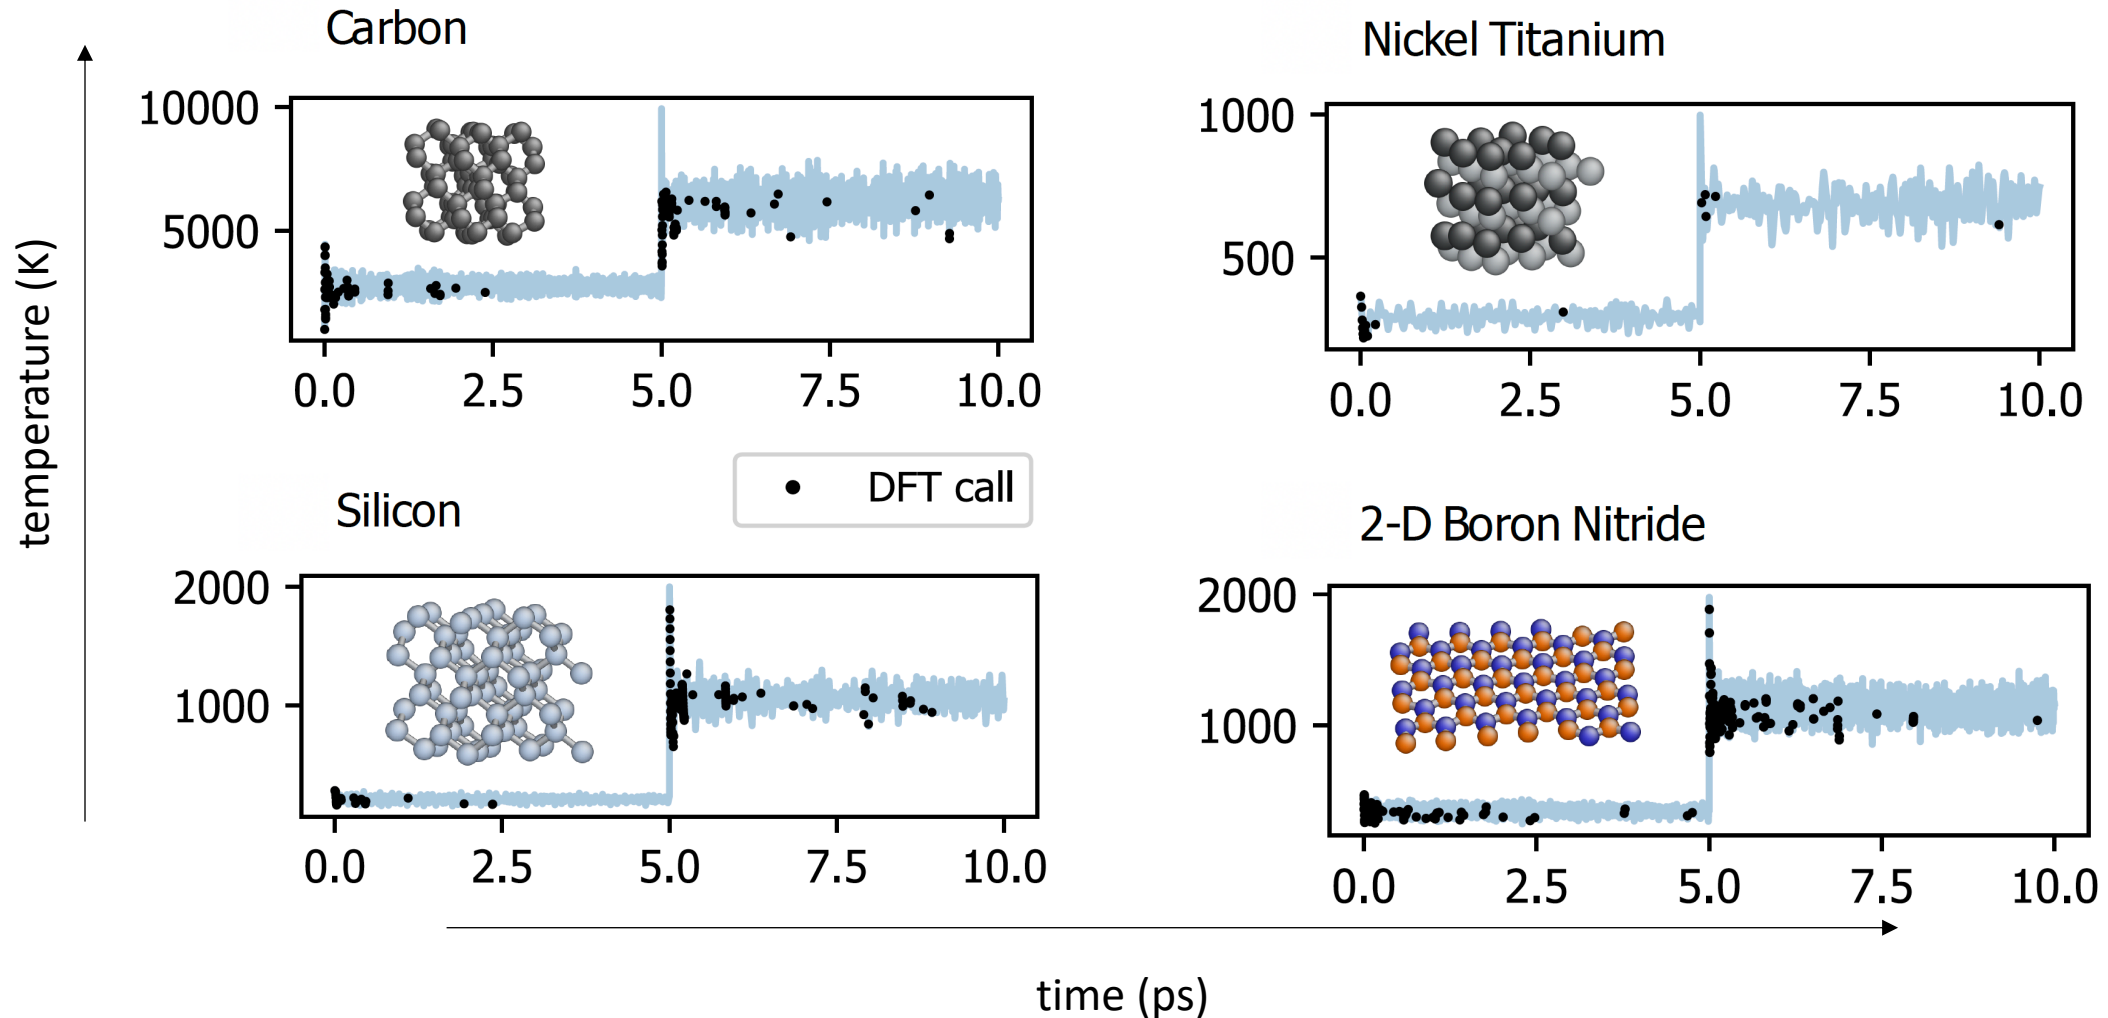 Carbon
10000
5000
0.0 2.5 5.0 7.5 10.0
Nickel Titanium
1000
500
0.0 2.5 5.0 7.5 10.0
temperature (K)
DFT call
Silicon
2000
1000
0.0 2.5 5.0 7.5 10.0
2-D Boron Nitride
2000
1000
0.0 2.5 5.0 7.5 10.0
time (ps)